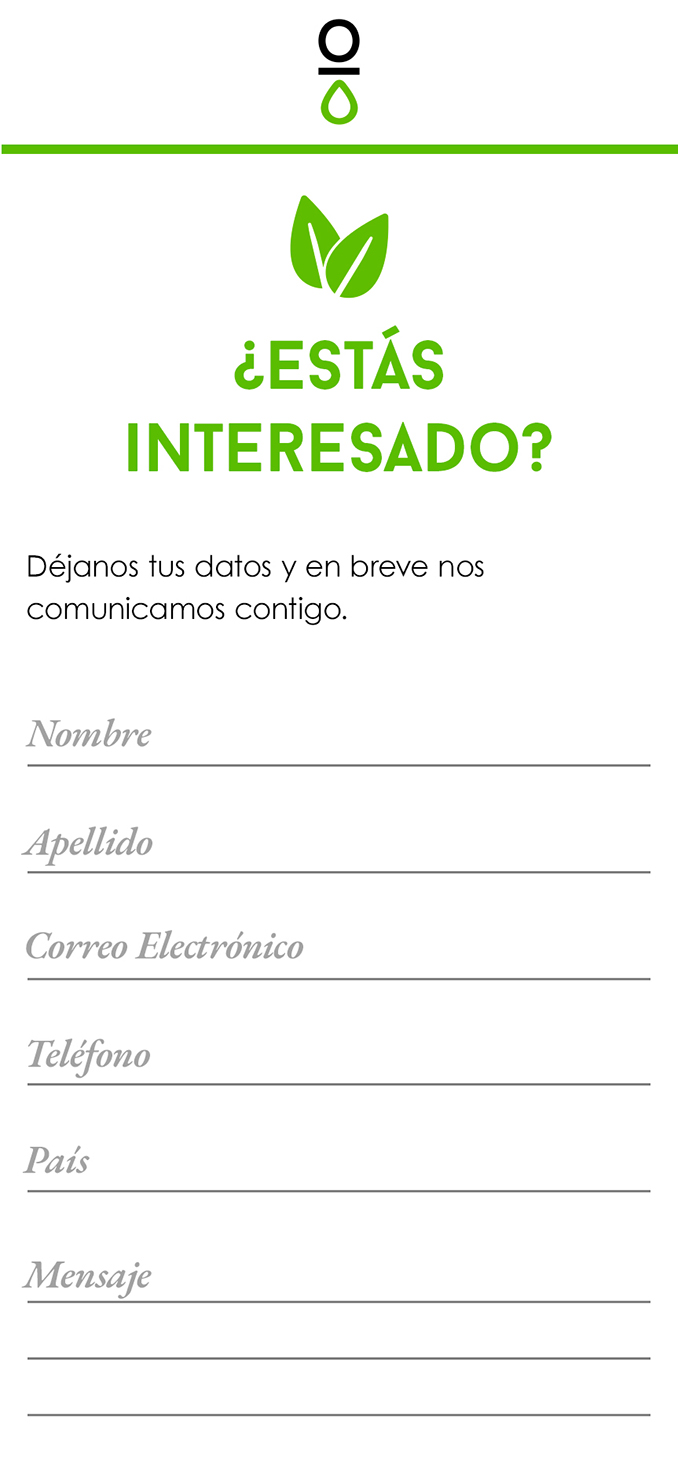 ¿ESTÁS
INTERESADO?
Déjanos tus datos y en breve nos
comunicamos contigo.
Nombre
Apellido
Correo Electrónico
Teléfono
País
Mensaje